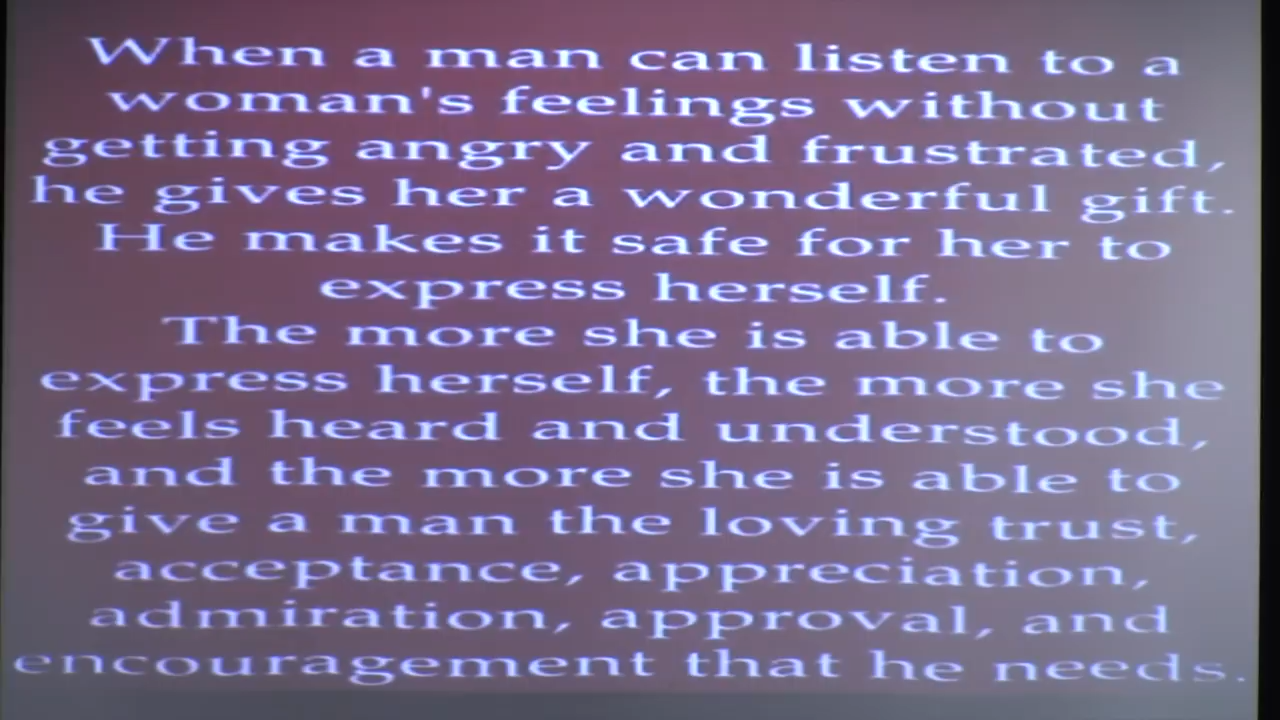 When a man can listen to a
woman's feelings without
getting angry and frustrated,
he gives her a wonderful gift.
He makes it safe for her to
express herself.
The more she is able to
express herself, the more she
feels heard and understood,
and the more she is able to
give a man the loving trust,
acceptance, appreciation,
admiration, approval, and
encouragement that he needs.